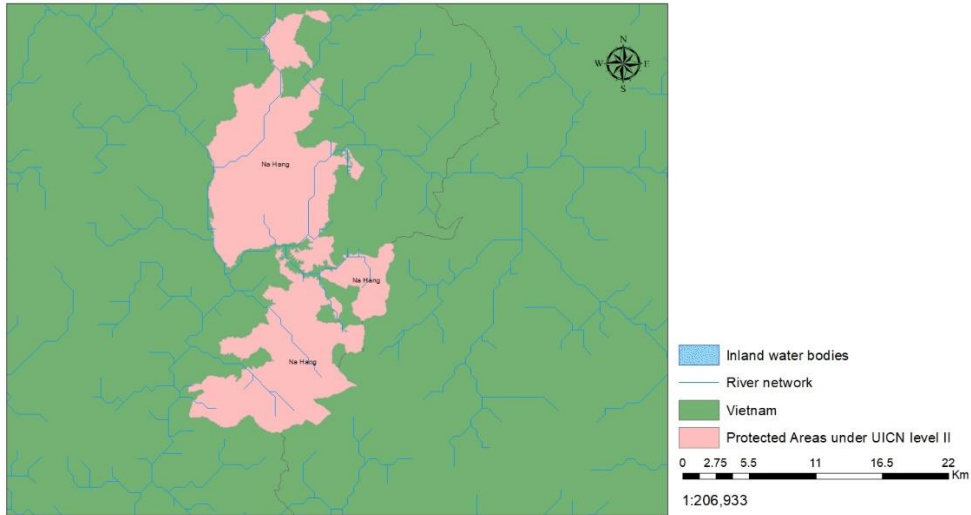 N
W E
S
Na Hang
Na Hang
Na Hang
Inland water bodies
River network
Vietnam
Protected Areas under UICN level II
0 2.75 5.5 11 16.5 22
Km
1:206,933